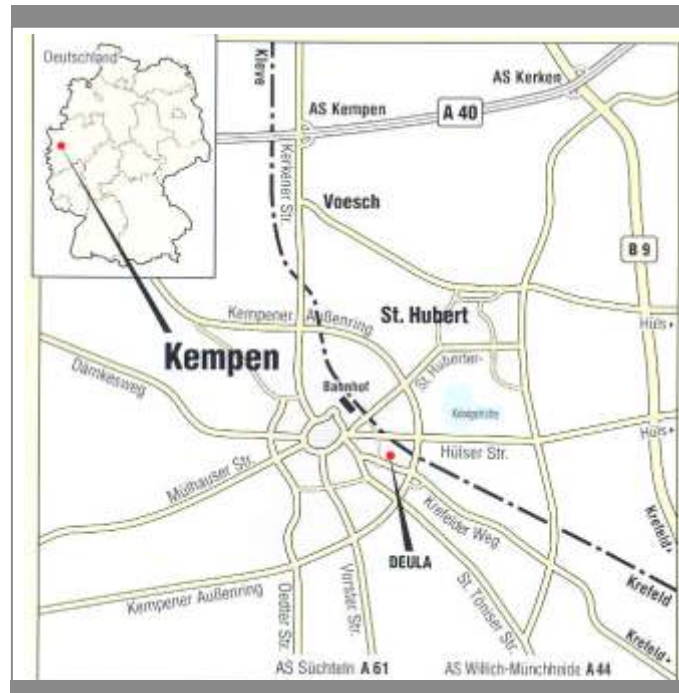 Deutschland
Kleve
AS Kerken
AS Kempen
A 40
Kerkener Str.
Voesch
B 9
Kempener Außenring
St. Hubert
Hüls
Kempen
Dämkesweg
St. Huberter-
Bahnhof
Königshütte
Hüls
Hülser Str.
Mülhauser Str.
Krefelder Weg
Krefeld
DEULA
Kempener Außenring
Oedter Str.
Vorster Str.
St. Töniser Str.
Krefeld
Krefeld
AS Süchteln A 61
AS Willich-Münchheide A 44